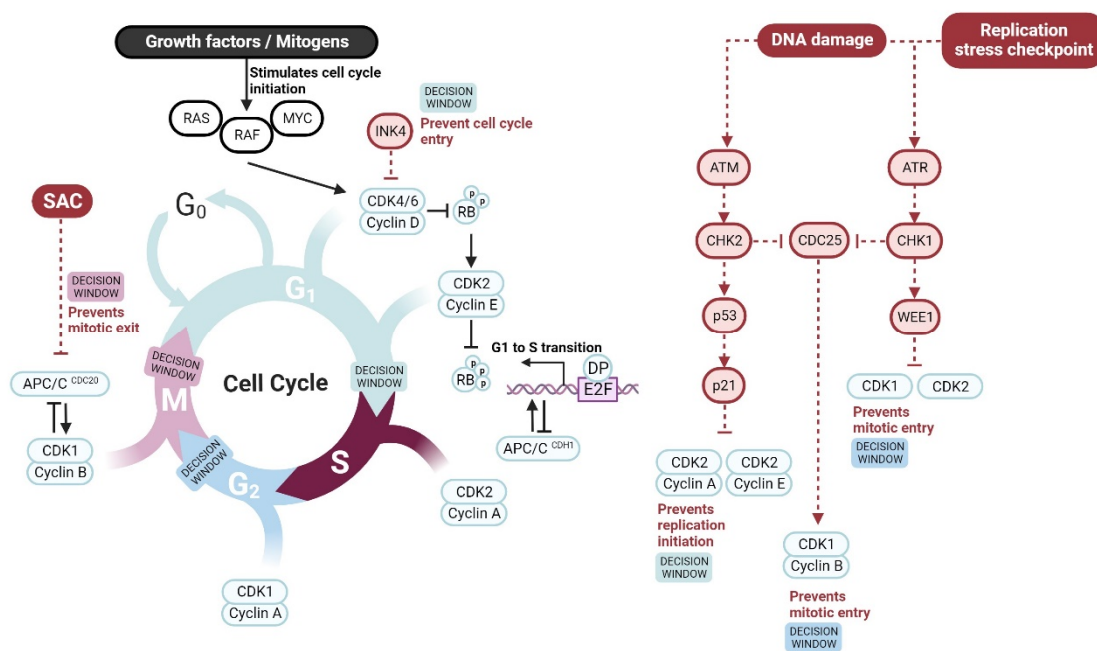 Growth factors / Mitogens
Stimulates cell cycle
initiation
RAS
RAF
MYC
DECISION
WINDOW
INK4
Prevent cell cycle
entry
CDK4/6
Cyclin D
RB
p
p
CDK2
Cyclin E
RB
p
p
p
G1 to S transition
DP
E2F
APC/C CDH1
SAC
DECISION
WINDOW
Prevents
mitotic exit
APC/C CDC20
CDK1
Cyclin B
G0
G1
Cell Cycle
DECISION
WINDOW
DECISION
WINDOW
M
S
DECISION
WINDOW
G2
CDK2
Cyclin A
CDK1
Cyclin A
DNA damage
Replication
stress checkpoint
ATM
ATR
CHK2
CDC25
CHK1
p53
WEE1
p21
CDK1
CDK2
Prevents
mitotic entry
DECISION
WINDOW
CDK2
Cyclin A
CDK2
Cyclin E
Prevents
replication
initiation
DECISION
WINDOW
CDK1
Cyclin B
Prevents
mitotic entry
DECISION
WINDOW